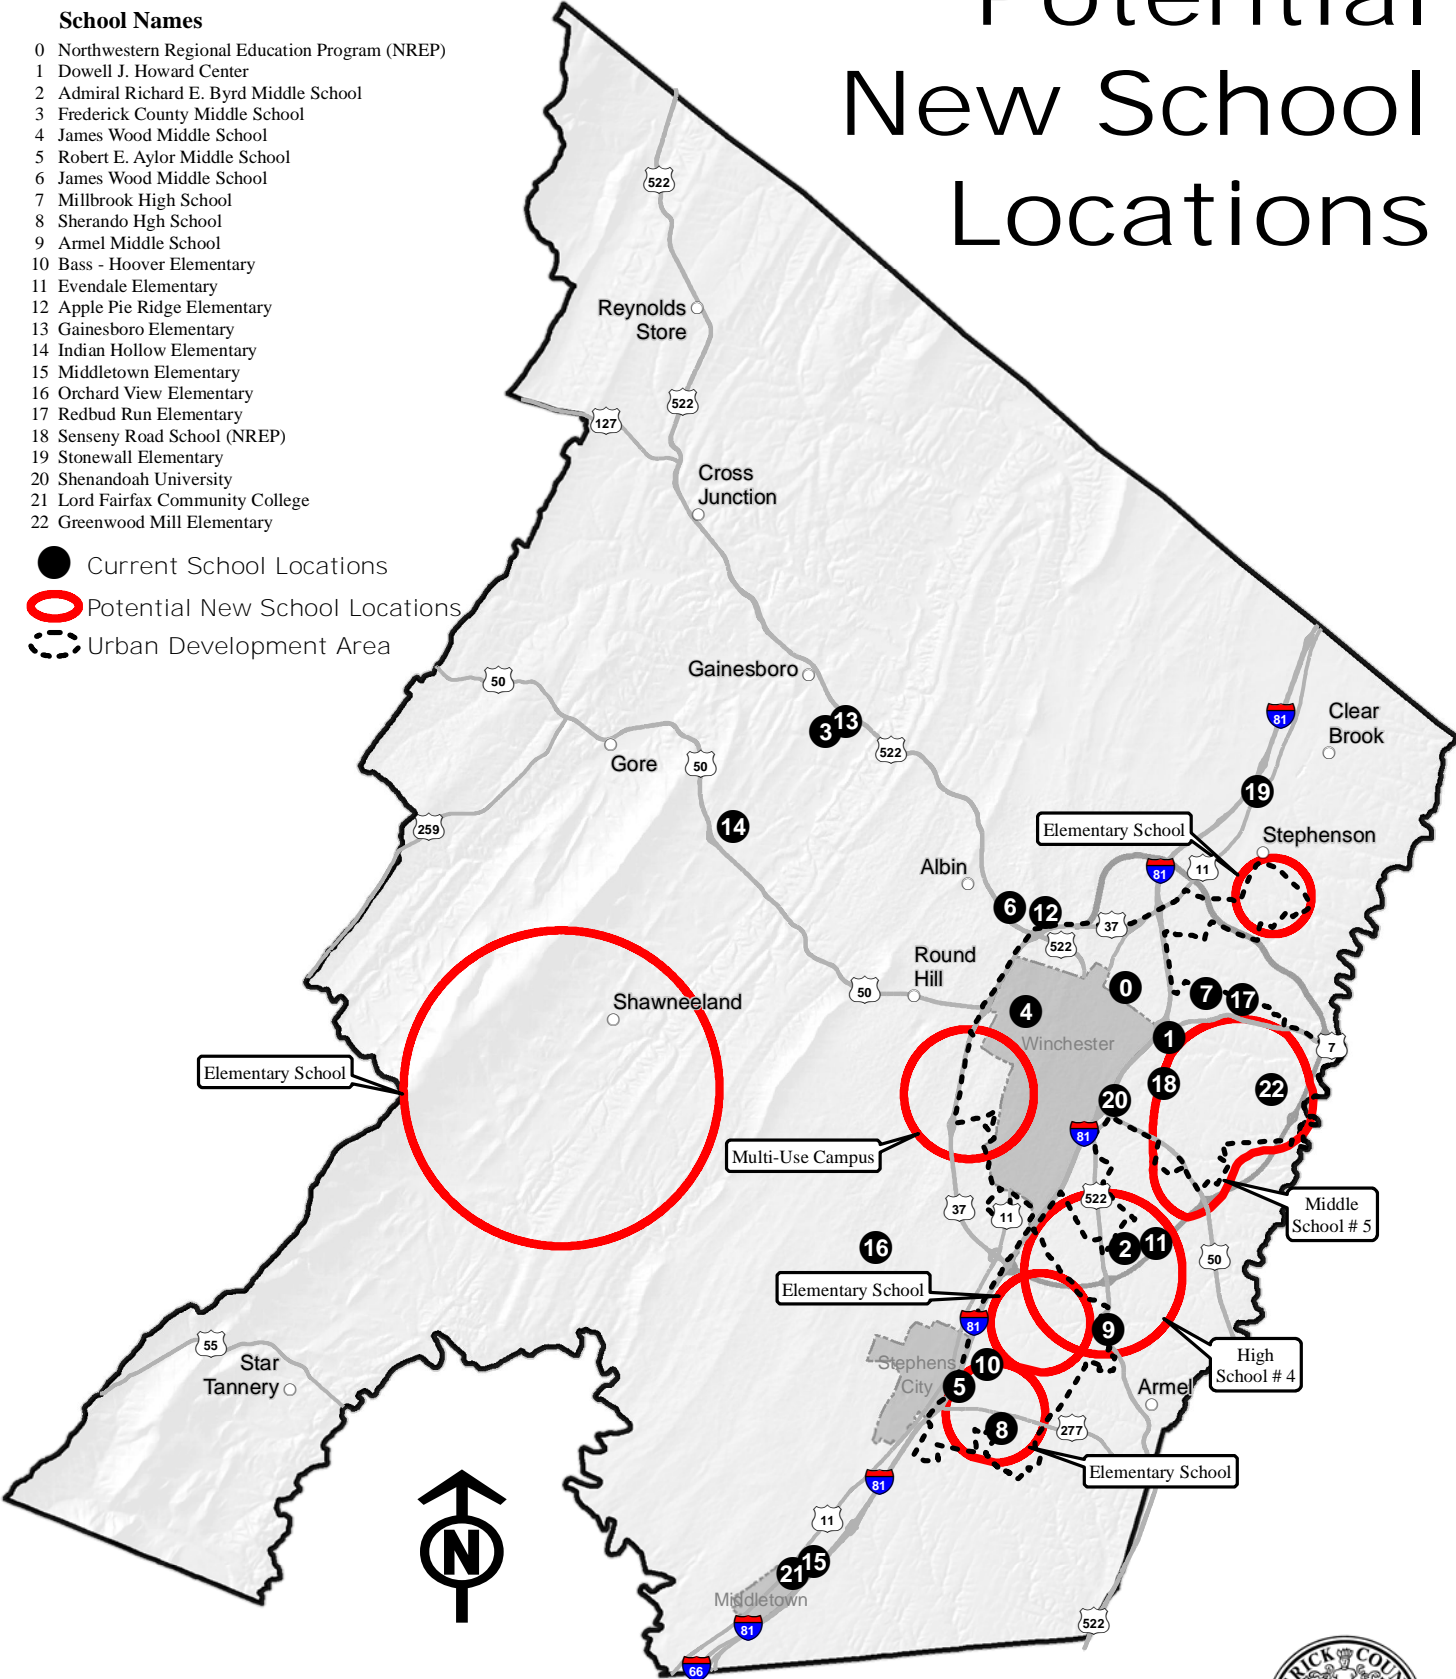 Potential
New School
Locations
School Names
0 Northwestern Regional Education Program (NREP)
1 Dowell J. Howard Center
2 Admiral Richard E. Byrd Middle School
3 Frederick County Middle School
4 James Wood Middle School
5 Robert E. Aylor Middle School
6 James Wood Middle School
7 Millbrook High School
8 Sherando Hgh School
9 Armel Middle School
10 Bass - Hoover Elementary
11 Evendale Elementary
12 Apple Pie Ridge Elementary
13 Gainesboro Elementary
14 Indian Hollow Elementary
15 Middletown Elementary
16 Orchard View Elementary
17 Redbud Run Elementary
18 Senseny Road School (NREP)
19 Stonewall Elementary
20 Shenandoah University
21 Lord Fairfax Community College
22 Greenwood Mill Elementary
Current School Locations
Potential New School Locations
Urban Development Area
522
Reynolds
Store
522
127
Cross
Junction
Gainesboro
50
3
13
522
81
Clear
Brook
Gore
50
19
259
14
Elementary School
Stephenson
Albin
81
11
6
12
37
522
Round
Hill
50
0
7
17
Shawneeland
4
Winchester
1
7
Elementary School
18
22
20
81
Multi-Use Campus
522
Middle
School # 5
37
11
16
2
11
50
Elementary School
81
9
High
School # 4
55
Star
Tannery
Stephens
City
10
5
Armel
8
277
Elementary School
81
11
N
21
15
Middletown
81
522
66
RICK COUN